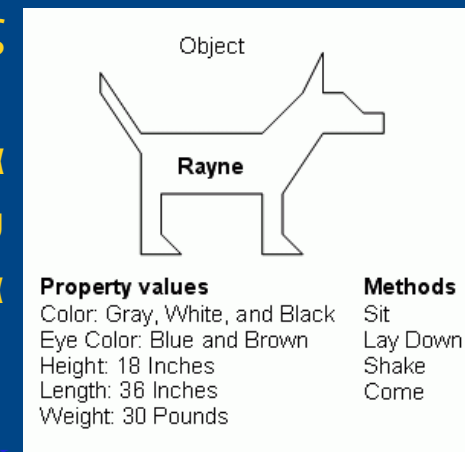 Object
Rayne
Property values
Color: Gray, White, and Black
Eye Color: Blue and Brown
Height: 18 Inches
Length: 36 Inches
Weight: 30 Pounds
Methods
Sit
Lay Down
Shake
Come